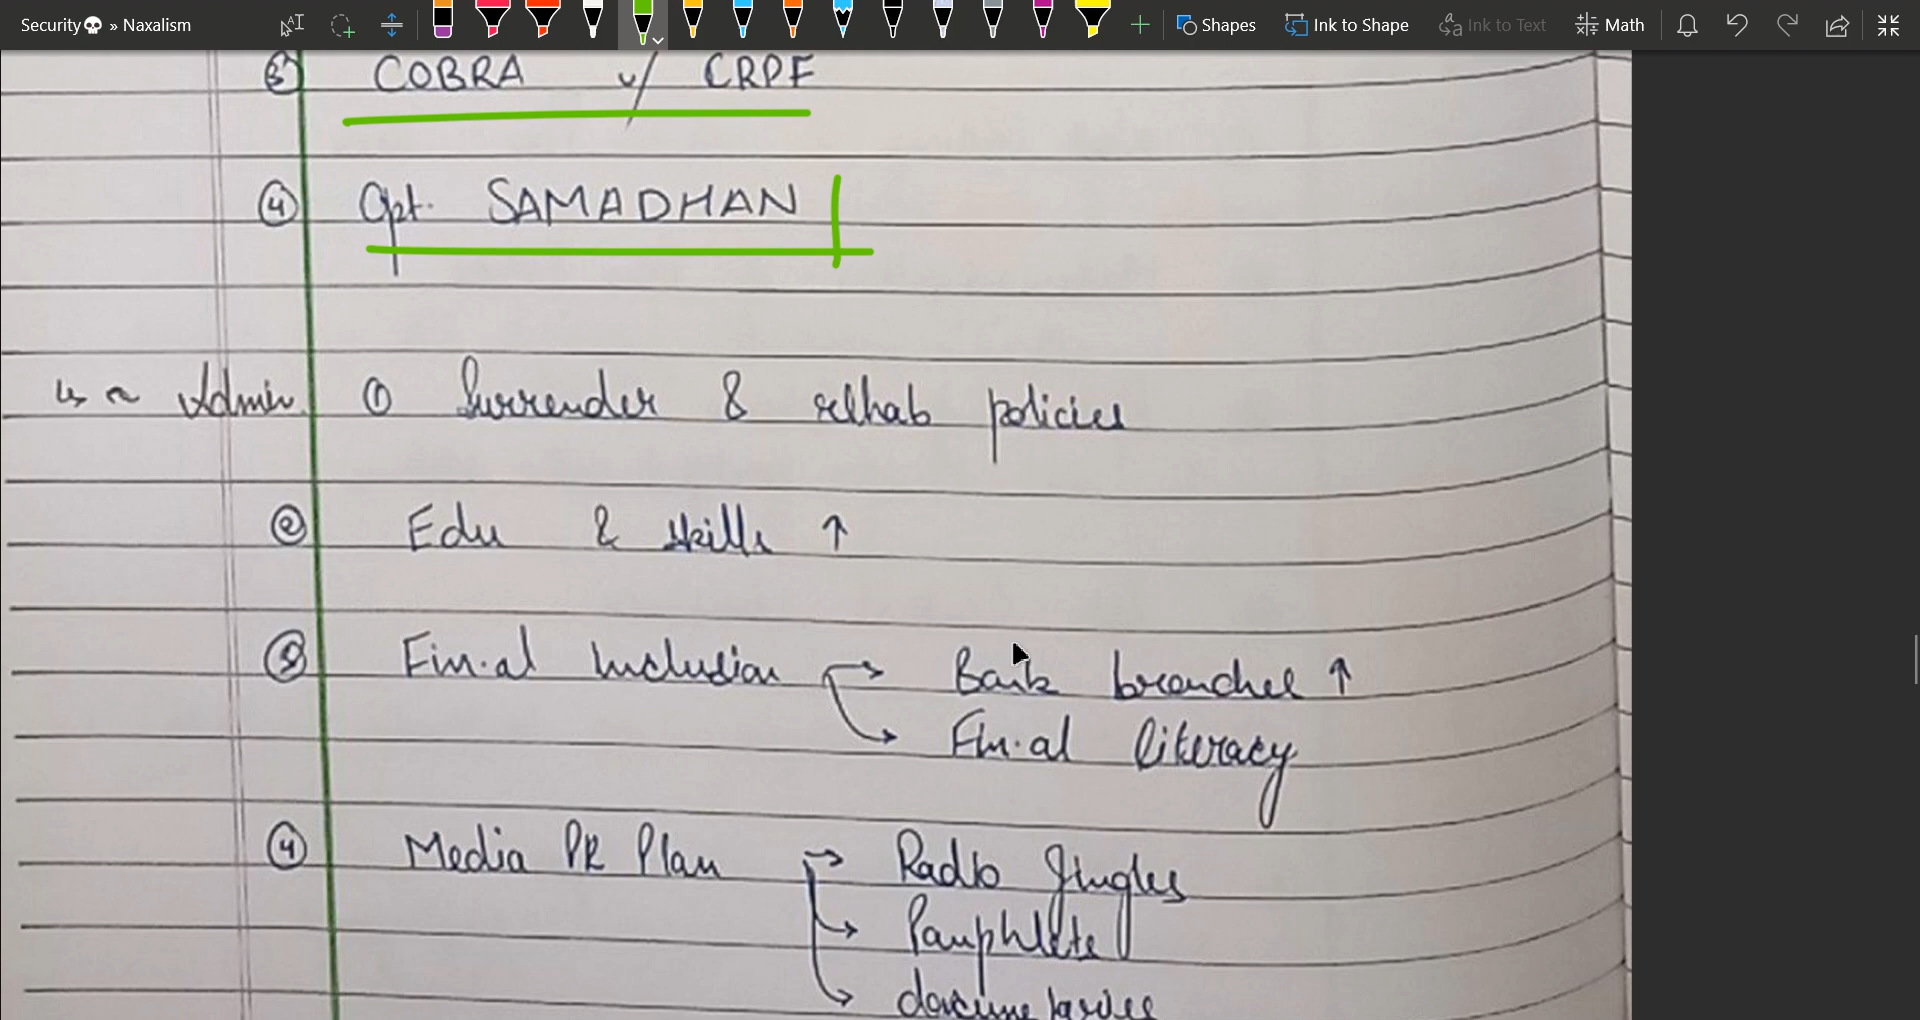 Security💀 » Naxalism
Shapes
Ink to Shape
Ink to Text
Math
③ COBRA w/ CRPF
④ Opt. SAMADHAN
↳ ~ Admin. ① Surrender & rehab policies
② Edu & skills ↑
③ Fin.al Inclusion → Bank branches ↑
→ Fin.al literacy
④ Media PR Plan → Radio Jingles
→ Pamphlets
→ documentaries